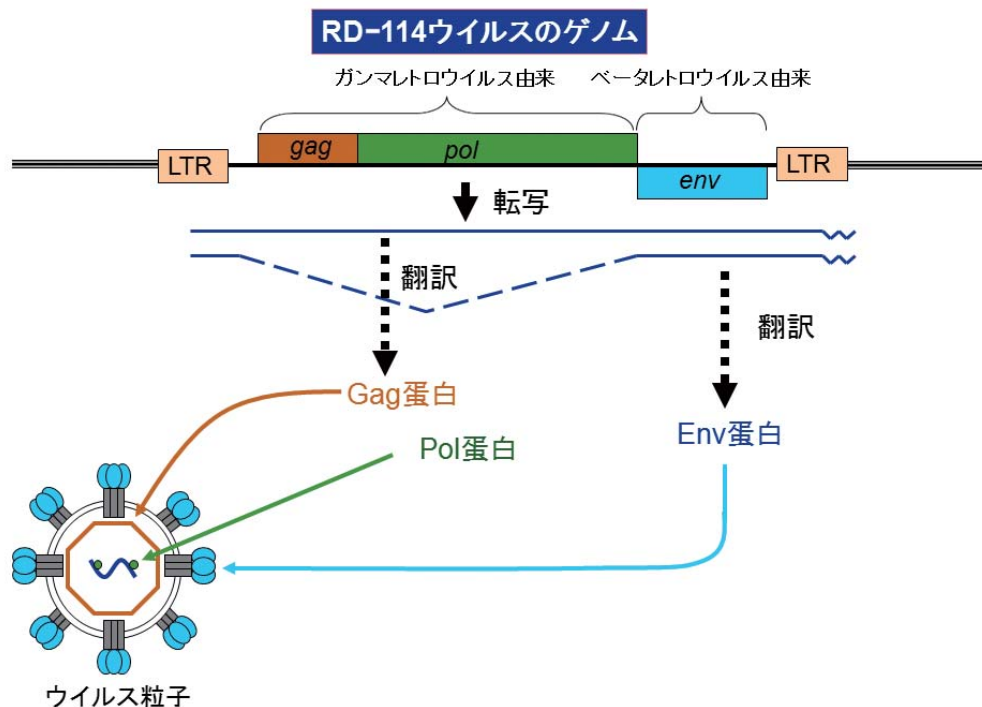 RD-114ウイルスのゲノム
ガンマレトロウイルス由来
ベータレトロウイルス由来
LTR
gag
pol
env
LTR
転写
翻訳
翻訳
Gag蛋白
Pol蛋白
Env蛋白
ウイルス粒子